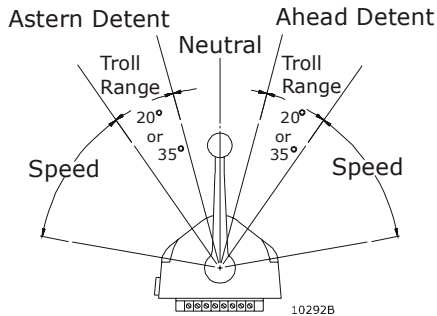 Astern Detent
Ahead Detent
Neutral
Troll
Range
20°
or
35°
Troll
Range
20°
or
35°
Speed
Speed
10292B